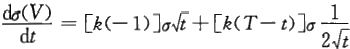 dσ(V)/dt = [k(-1)]σ√t + [k(T-t)]σ 1/(2√t)